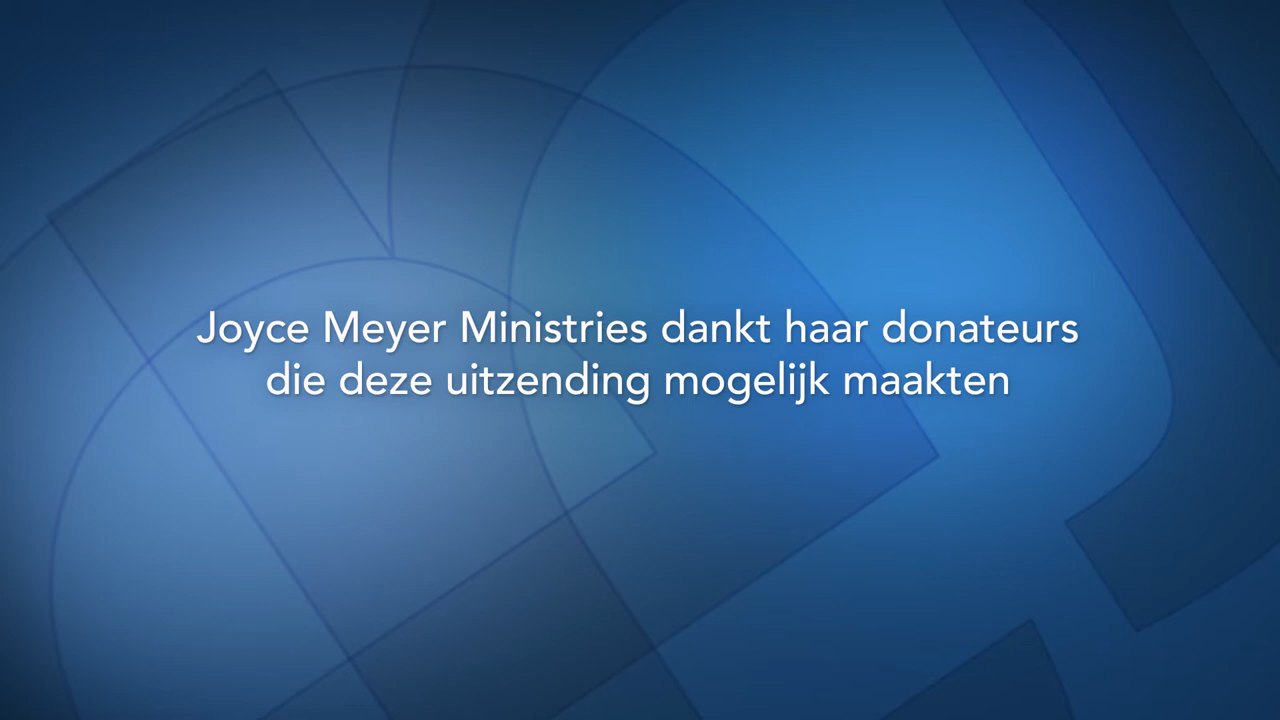 Joyce Meyer Ministries dankt haar donateurs
die deze uitzending mogelijk maakten